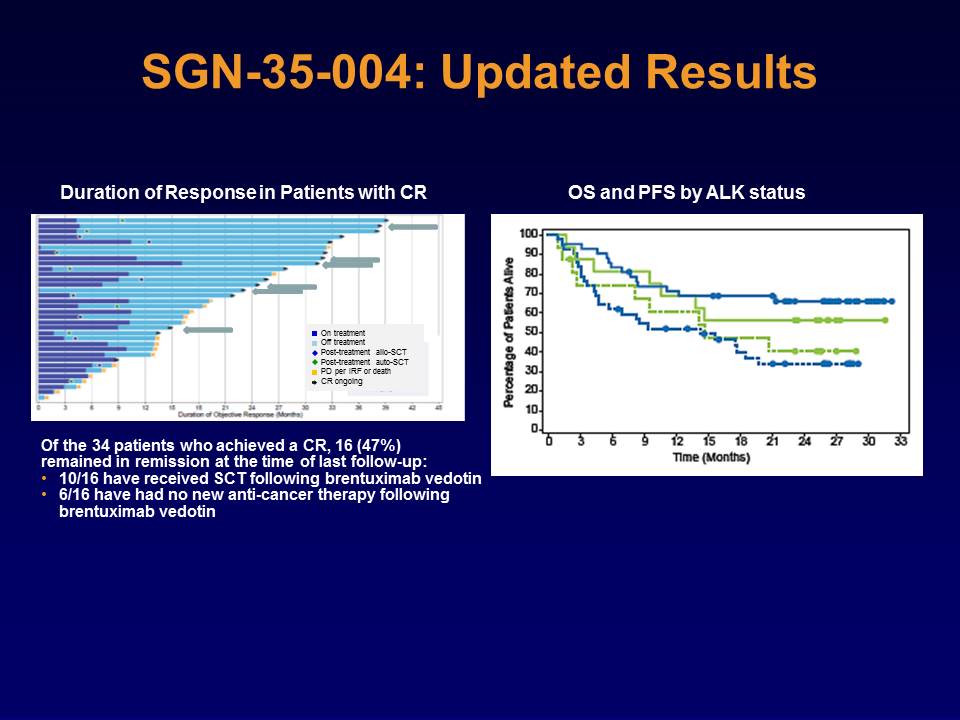 SGN-35-004: Updated Results
Duration of Response in Patients with CR
OS and PFS by ALK status
On treatment
Off treatment
Post-treatment allo-SCT
Post-treatment auto-SCT
PD per IRF or death
CR ongoing
0 3 6 9 12 15 18 21 24 27 30 33 36 39 42 45
Duration of Objective Response (Months)
Percentage of Patients Alive
100
90
80
70
60
50
40
30
20
10
0
0 3 6 9 12 15 18 21 24 27 30 33
Time (Months)
Of the 34 patients who achieved a CR, 16 (47%)
remained in remission at the time of last follow-up:
• 10/16 have received SCT following brentuximab vedotin
• 6/16 have had no new anti-cancer therapy following
brentuximab vedotin